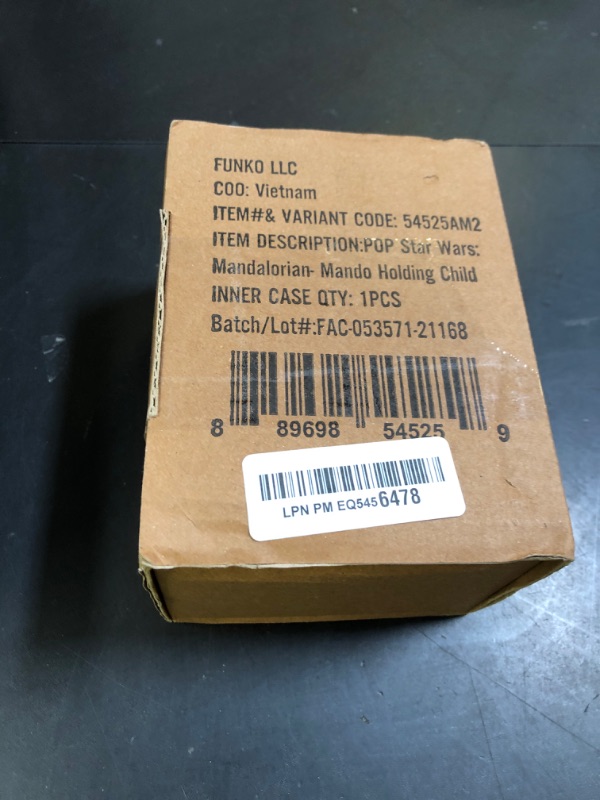 FUNKO LLC
COO: Vietnam
ITEM#& VARIANT CODE: 54525AM2
ITEM DESCRIPTION:POP Star Wars:
Mandalorian- Mando Holding Child
INNER CASE QTY: 1PCS
Batch/Lot#:FAC-053571-21168
8 89698 54525 9
LPN PM EQ5456478